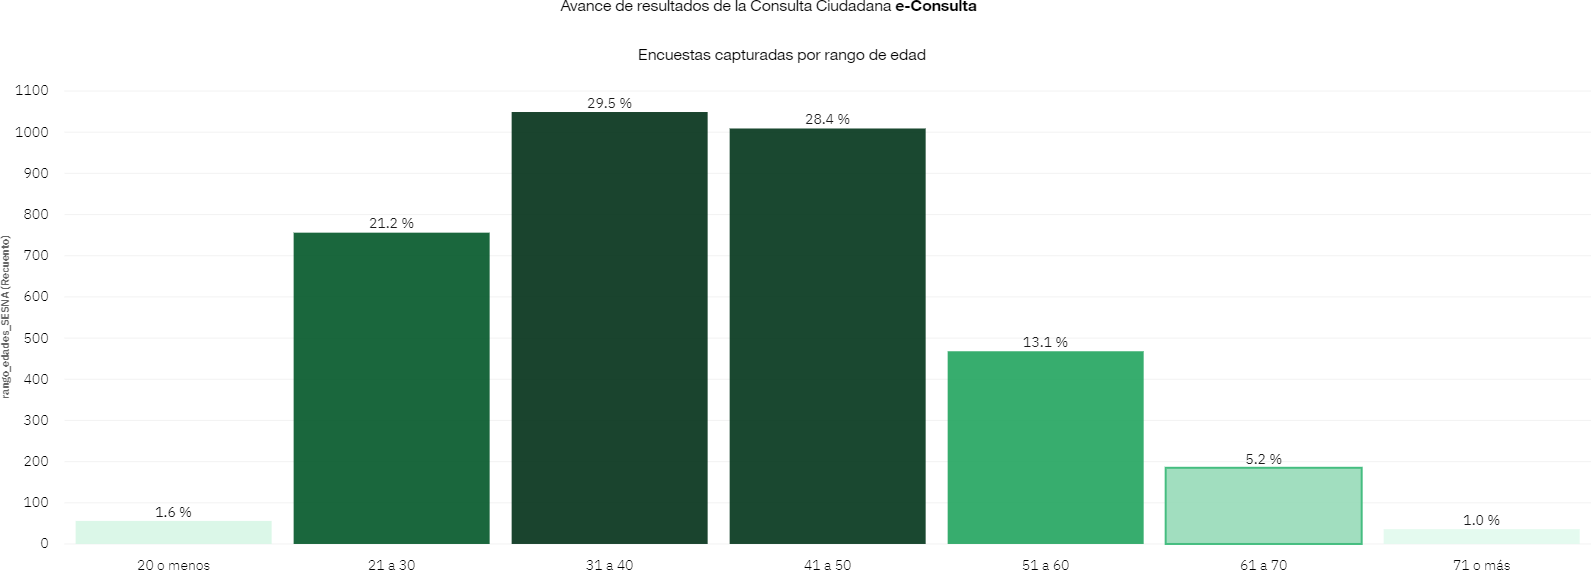 Avance de resultados de la Consulta Ciudadana e-Consulta
Encuestas capturadas por rango de edad
rango_edades_SESNA (Recuento)
1100
1000
900
800
700
600
500
400
300
200
100
0
1.6 %
21.2 %
29.5 %
28.4 %
13.1 %
5.2 %
1.0 %
20 o menos
21 a 30
31 a 40
41 a 50
51 a 60
61 a 70
71 o más